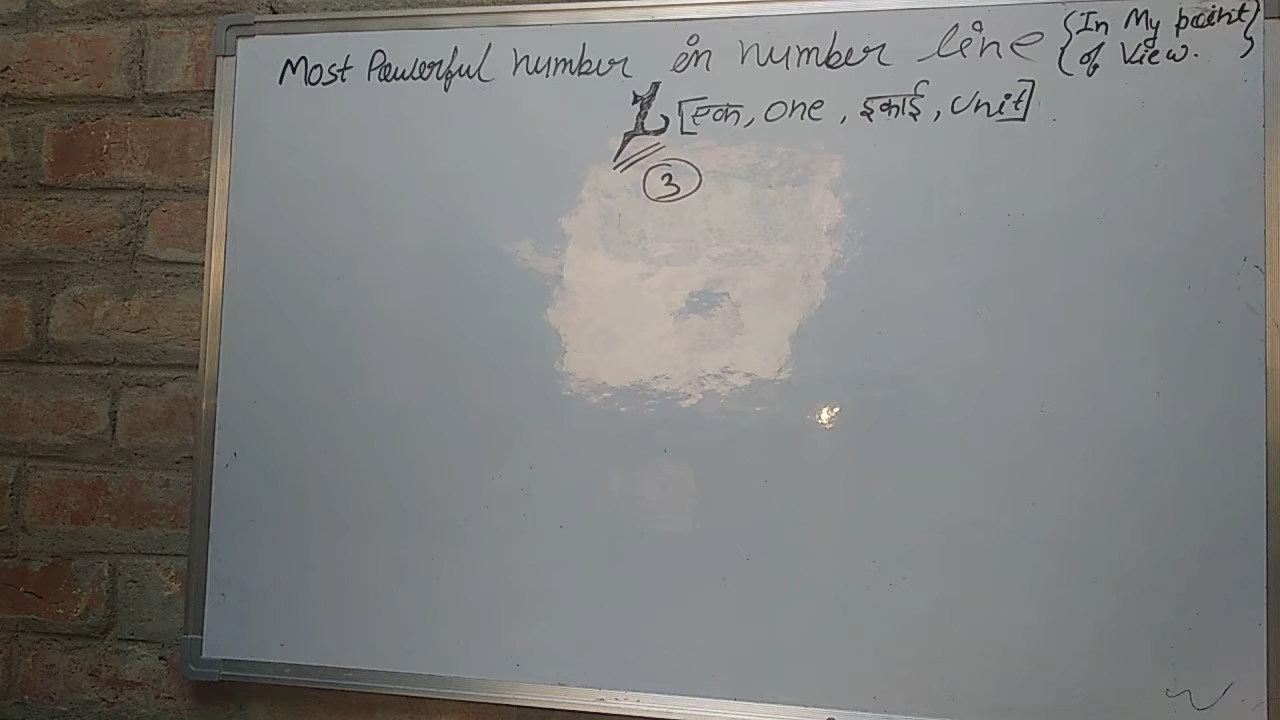 Most Powerful number in number line {In My point of View.}
1 [एक, one, इकाई, Unit].
3